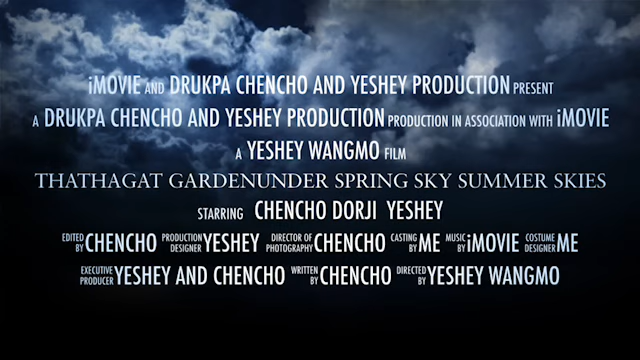 iMOVIE AND DRUKPA CHENCHO AND YESHEY PRODUCTION PRESENT
A DRUKPA CHENCHO AND YESHEY PRODUCTION PRODUCTION IN ASSOCIATION WITH iMOVIE
A YESHEY WANGMO FILM
THATHAGAT GARDENUNDER SPRING SKY SUMMER SKIES
STARRING CHENCHO DORJI YESHEY
EDITED BY CHENCHO PRODUCTION DESIGNER YESHEY DIRECTOR OF PHOTOGRAPHY CHENCHO CASTING BY ME MUSIC BY iMOVIE COSTUME DESIGNER ME
EXECUTIVE PRODUCER YESHEY AND CHENCHO WRITTEN BY CHENCHO DIRECTED BY YESHEY WANGMO